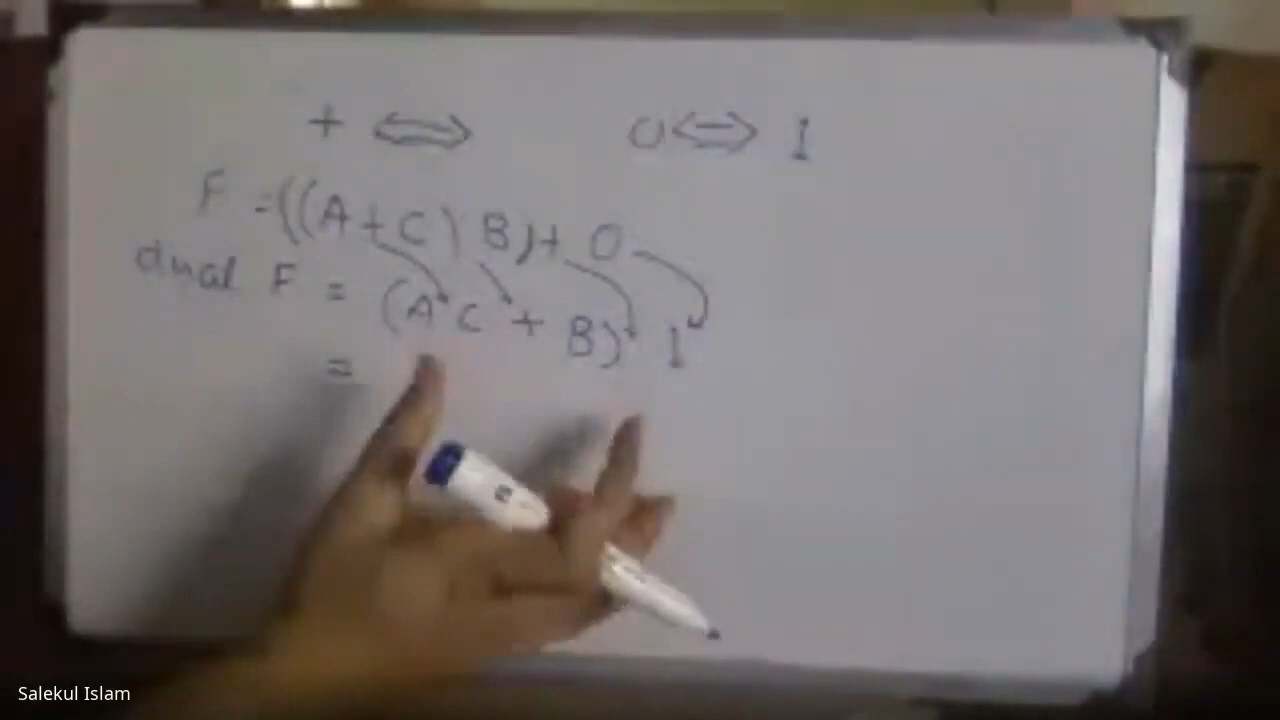 + ⇔ 0 ⇔ 1
F = ((A + C) B) + 0
dual F = (A C + B) 1
=
Salekul Islam